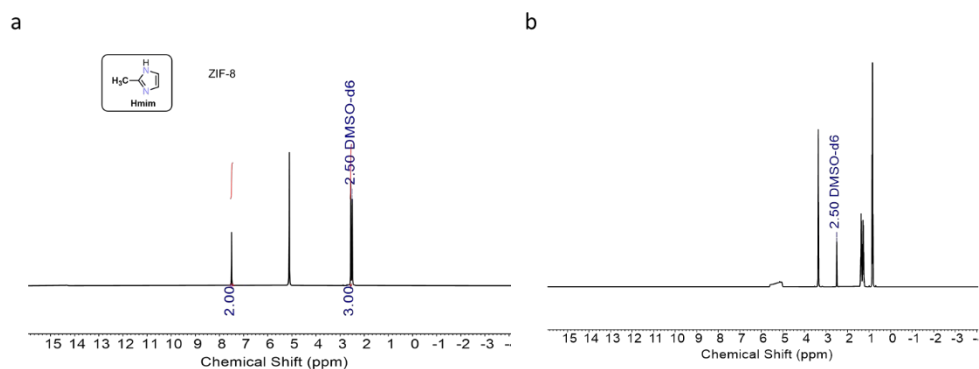 a
b
H
N
H₃C
N
Hmim
ZIF-8
2.50 DMSO-d6
2.00
3.00
15 14 13 12 11 10 9 8 7 6 5 4 3 2 1 0 -1 -2 -3 -4
Chemical Shift (ppm)
2.50 DMSO-d6
15 14 13 12 11 10 9 8 7 6 5 4 3 2 1 0 -1 -2 -3 -4
Chemical Shift (ppm)